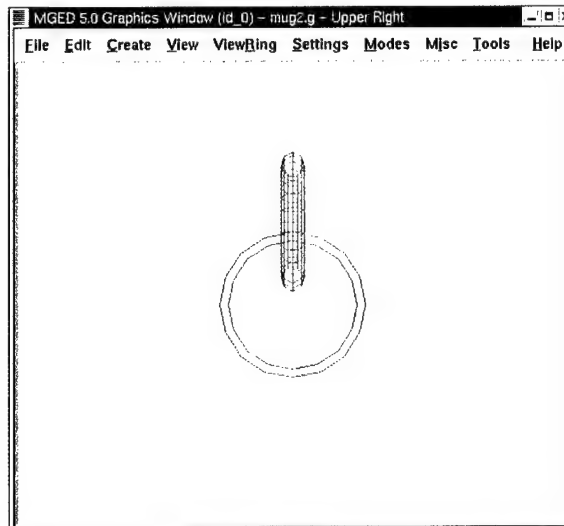 MGED 5.0 Graphics Window (id_0) - mug2.g - Upper Right
File Edit Create View ViewRing Settings Modes Misc Tools Help